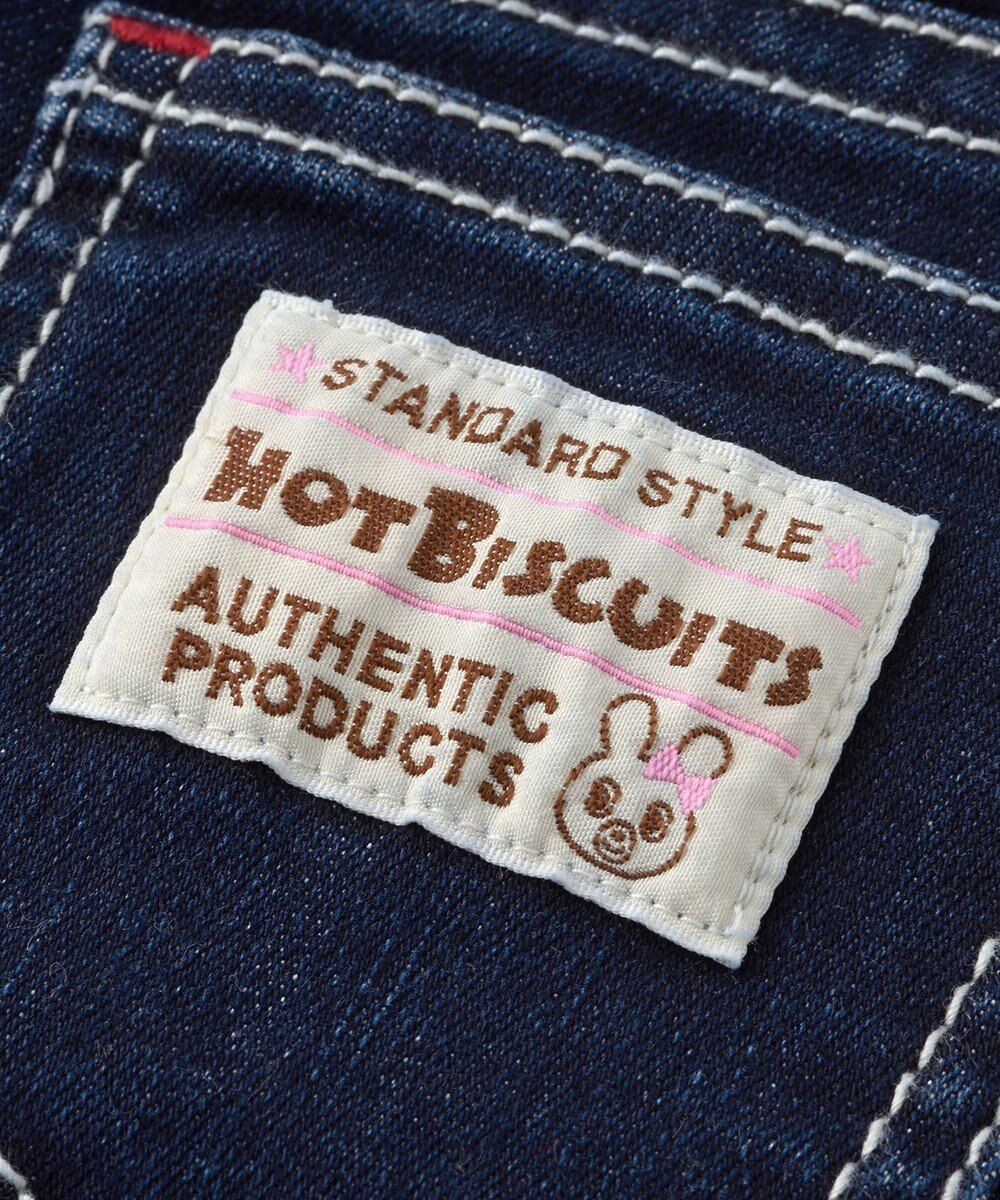 STANDARD STYLE
HOT BISCUITS
AUTHENTIC
PRODUCTS